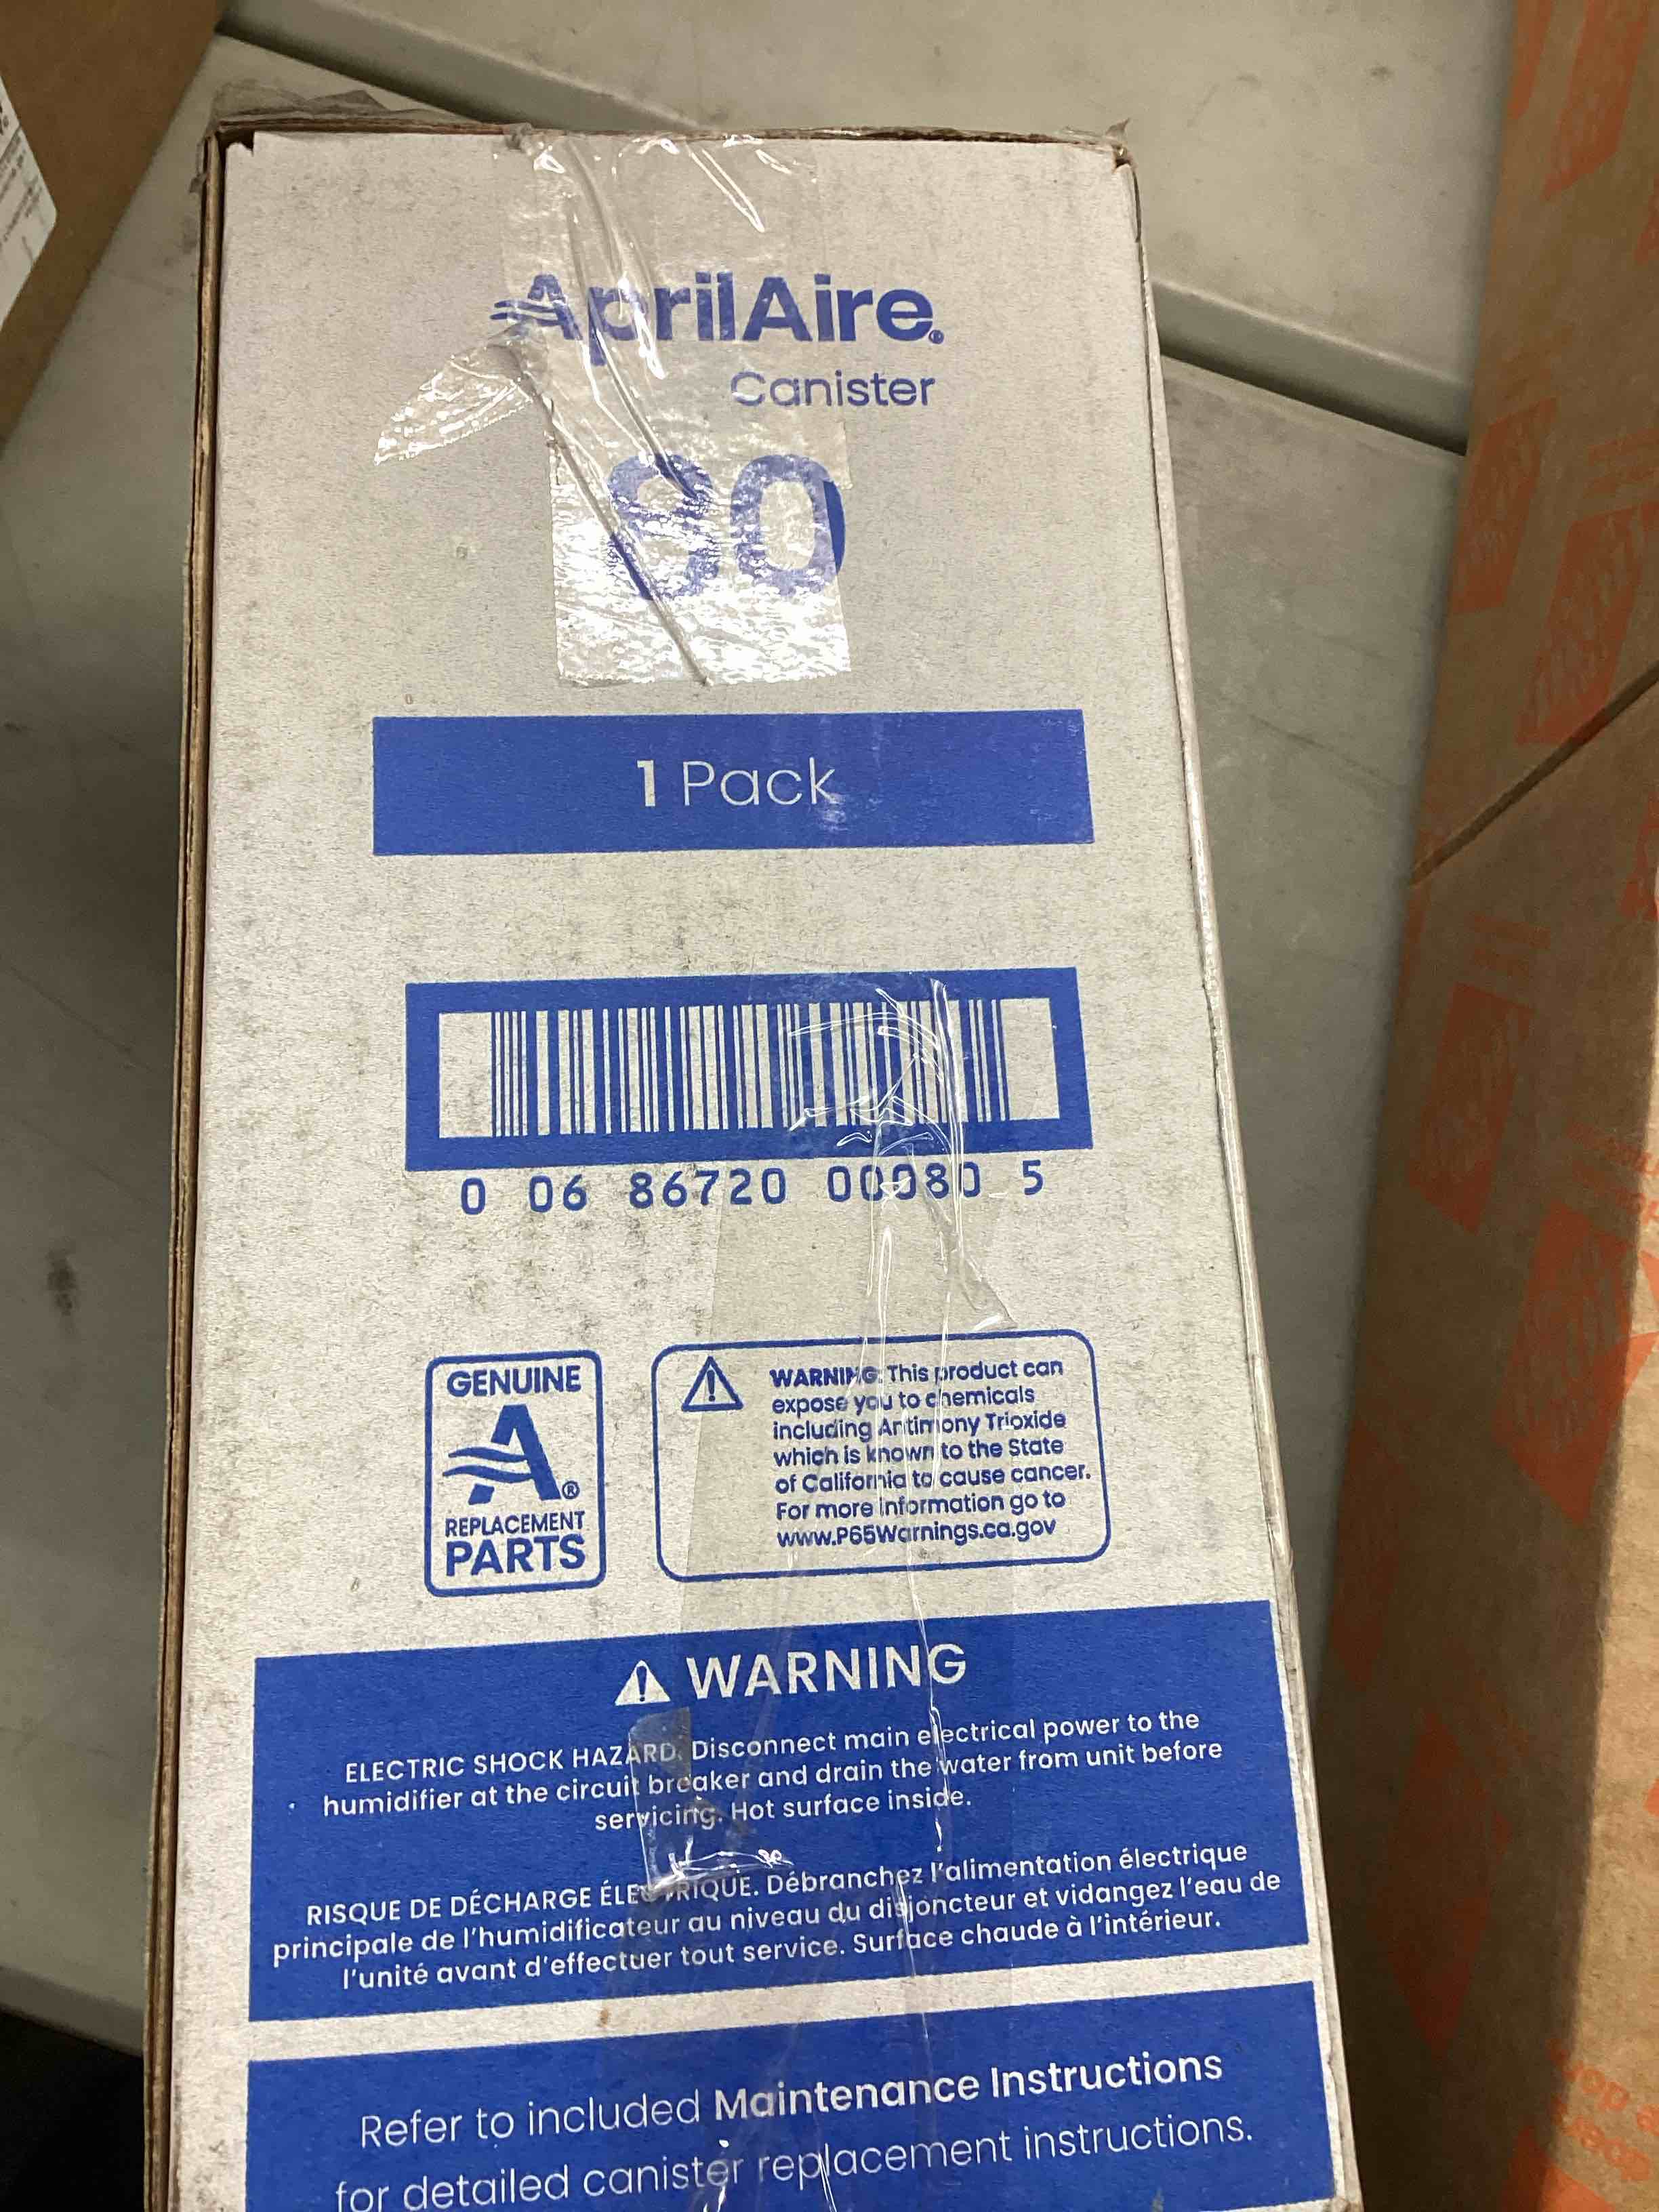 AprilAire®
Canister
80
1 Pack
0 06 86720 00080 5
GENUINE
A®
REPLACEMENT
PARTS
WARNING: This product can
expose you to chemicals
including Antimony Trioxide
which is known to the State
of California to cause cancer.
For more information go to
www.P65Warnings.ca.gov
WARNING
ELECTRIC SHOCK HAZARD. Disconnect main electrical power to the
humidifier at the circuit breaker and drain the water from unit before
servicing. Hot surface inside.
RISQUE DE DÉCHARGE ÉLECTRIQUE. Débranchez l'alimentation électrique
principale de l'humidificateur au niveau du disjoncteur et vidangez l'eau de
l'unité avant d'effectuer tout service. Surface chaude à l'intérieur.
Refer to included Maintenance Instructions
for detailed canister replacement instructions.